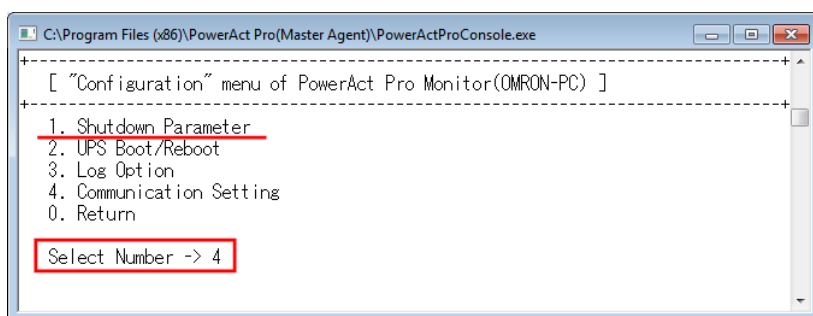 C:\Program Files (x86)\PowerAct Pro(Master Agent)\PowerActProConsole.exe
+------------------------------------------------------------------------------+
[ "Configuration" menu of PowerAct Pro Monitor(OMRON-PC) ]
+------------------------------------------------------------------------------+
1. Shutdown Parameter
2. UPS Boot/Reboot
3. Log Option
4. Communication Setting
0. Return
Select Number -> 4